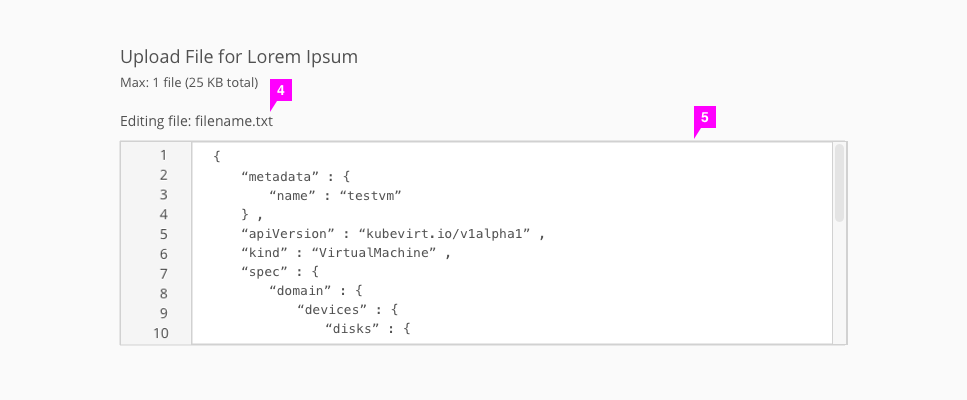 Upload File for Lorem Ipsum
Max: 1 file (25 KB total)
4
Editing file: filename.txt
5
1 {
2 “metadata” : {
3 “name” : “testvm”
4 } ,
5 “apiVersion” : “kubevirt.io/v1alpha1” ,
6 “kind” : “VirtualMachine” ,
7 “spec” : {
8 “domain” : {
9 “devices” : {
10 “disks” : {